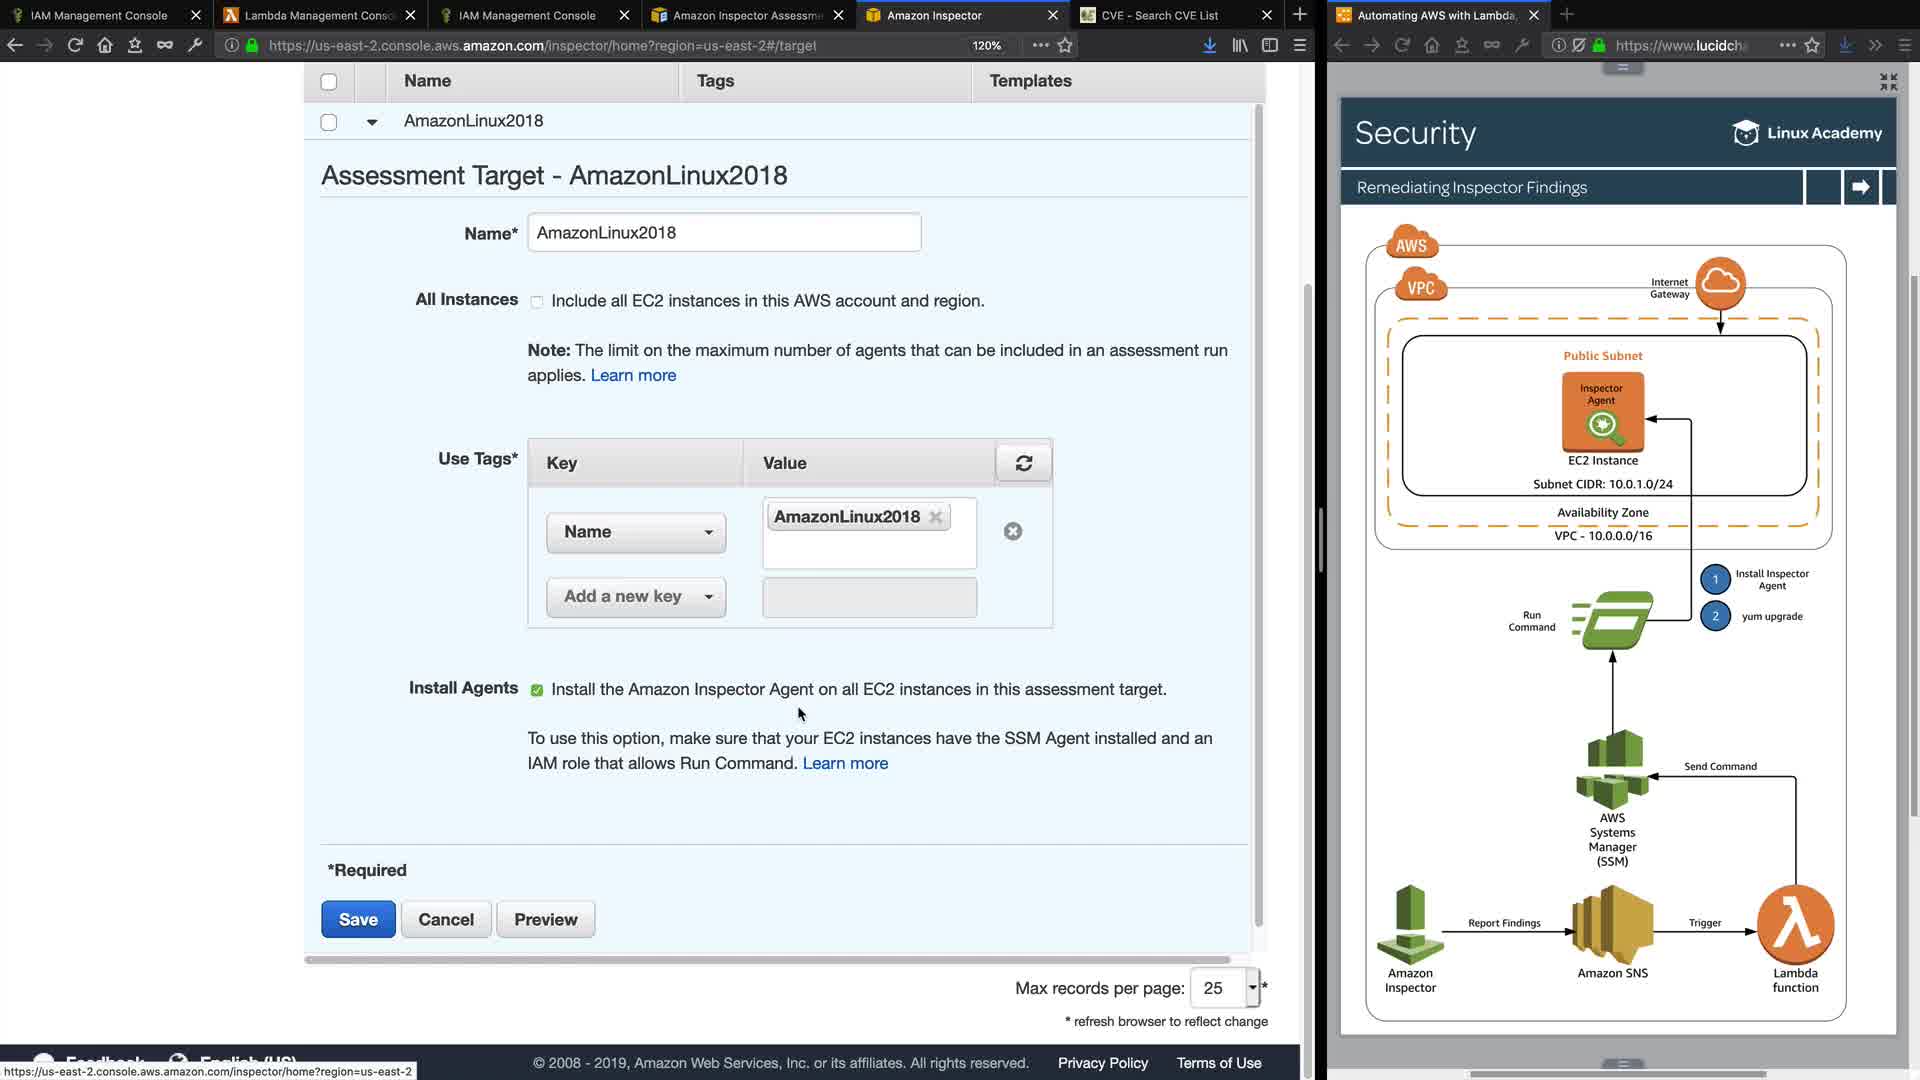 IAM Management Console
Lambda Management Conso
IAM Management Console
Amazon Inspector Assessme
Amazon Inspector
CVE - Search CVE List
https://us-east-2.console.aws.amazon.com/inspector/home?region=us-east-2#/target
120%
Name
Tags
Templates
AmazonLinux2018
Assessment Target - AmazonLinux2018
Name*
AmazonLinux2018
All Instances
Include all EC2 instances in this AWS account and region.
Note: The limit on the maximum number of agents that can be included in an assessment run
applies. Learn more
Use Tags*
Key
Value
Name
AmazonLinux2018
Add a new key
Install Agents
Install the Amazon Inspector Agent on all EC2 instances in this assessment target.
To use this option, make sure that your EC2 instances have the SSM Agent installed and an
IAM role that allows Run Command. Learn more
*Required
Save
Cancel
Preview
Max records per page:
25
*
* refresh browser to reflect change
Feedback
English (US)
© 2008 - 2019, Amazon Web Services, Inc. or its affiliates. All rights reserved.
Privacy Policy
Terms of Use
https://us-east-2.console.aws.amazon.com/inspector/home?region=us-east-2
Automating AWS with Lambda,
https://www.lucidcha
Security
Linux Academy
Remediating Inspector Findings
AWS
VPC
Internet
Gateway
Public Subnet
Inspector
Agent
EC2 Instance
Subnet CIDR: 10.0.1.0/24
Availability Zone
VPC - 10.0.0.0/16
1
Install Inspector
Agent
2
yum upgrade
Run
Command
Send Command
AWS
Systems
Manager
(SSM)
Report Findings
Trigger
Amazon
Inspector
Amazon SNS
Lambda
function